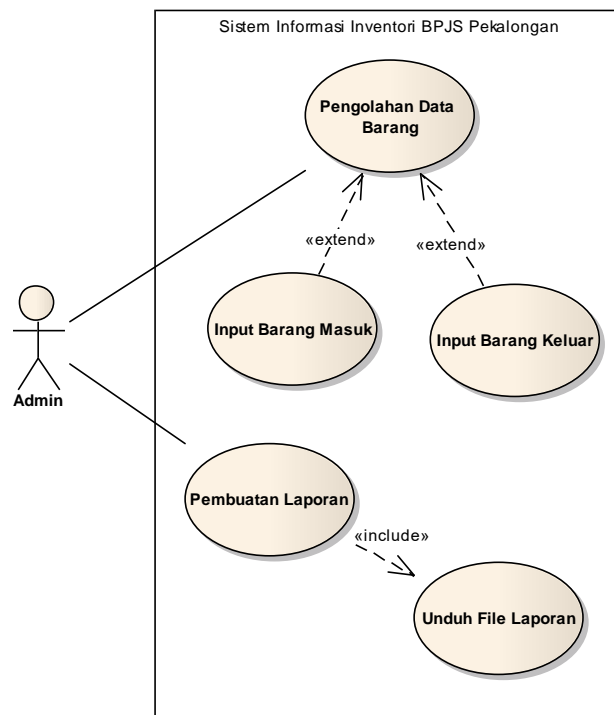 Sistem Informasi Inventori BPJS Pekalongan
Pengolahan Data
Barang
«extend»
«extend»
Input Barang Masuk
Input Barang Keluar
Admin
Pembuatan Laporan
«include»
Unduh File Laporan